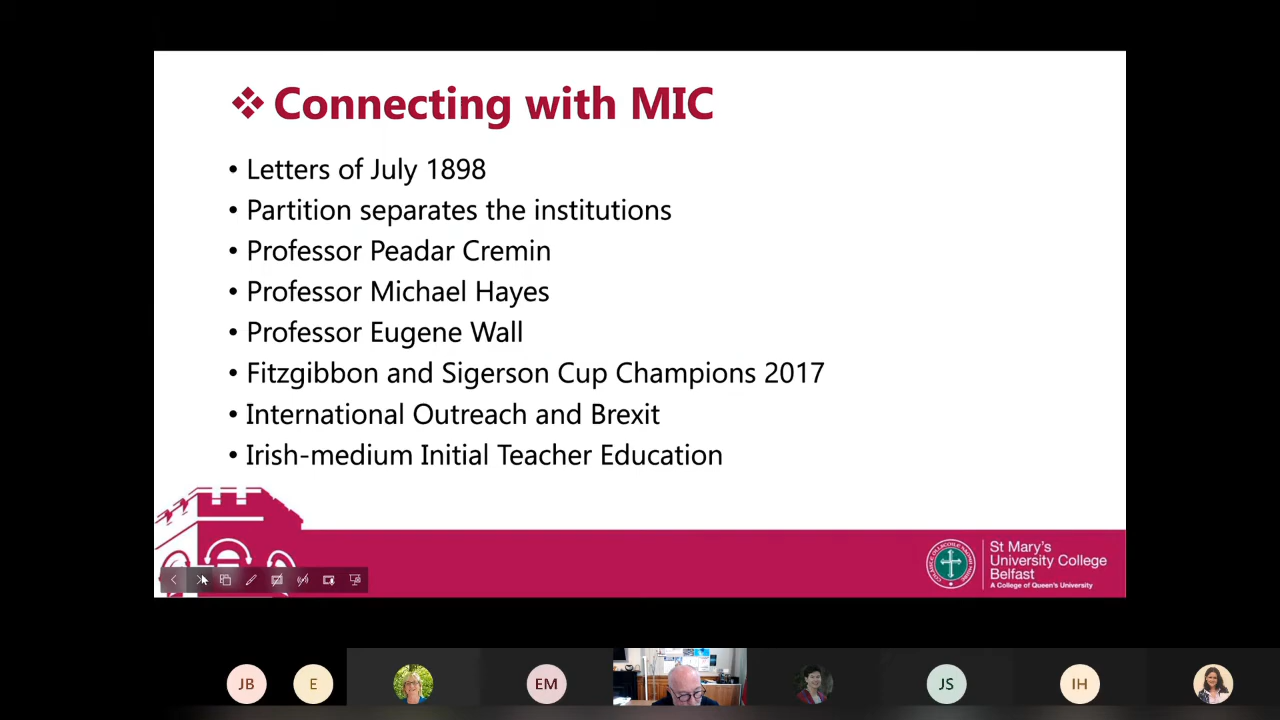 ❖ Connecting with MIC
• Letters of July 1898
• Partition separates the institutions
• Professor Peadar Cremin
• Professor Michael Hayes
• Professor Eugene Wall
• Fitzgibbon and Sigerson Cup Champions 2017
• International Outreach and Brexit
• Irish-medium Initial Teacher Education
St Mary's
University College
Belfast
A College of Queen's University
JB
E
EM
JS
IH